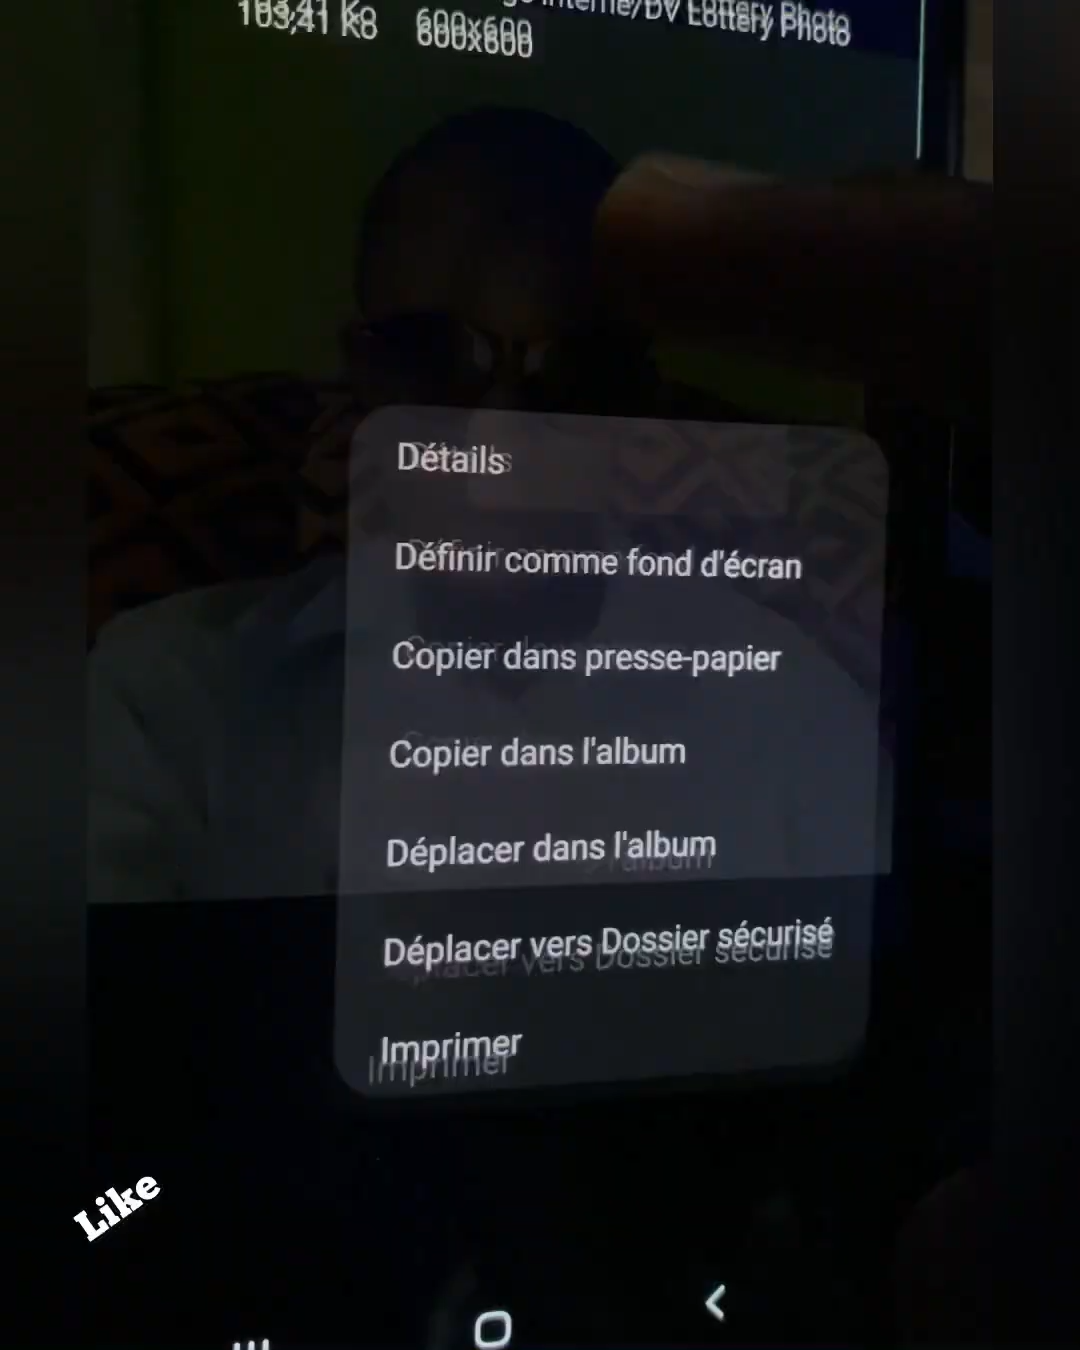 Interne/DV Lottery Photo
103,41 Ko 600x600
Détails
Définir comme fond d'écran
Copier dans presse-papier
Copier dans l'album
Déplacer dans l'album
Déplacer vers Dossier sécurisé
Imprimer
Like